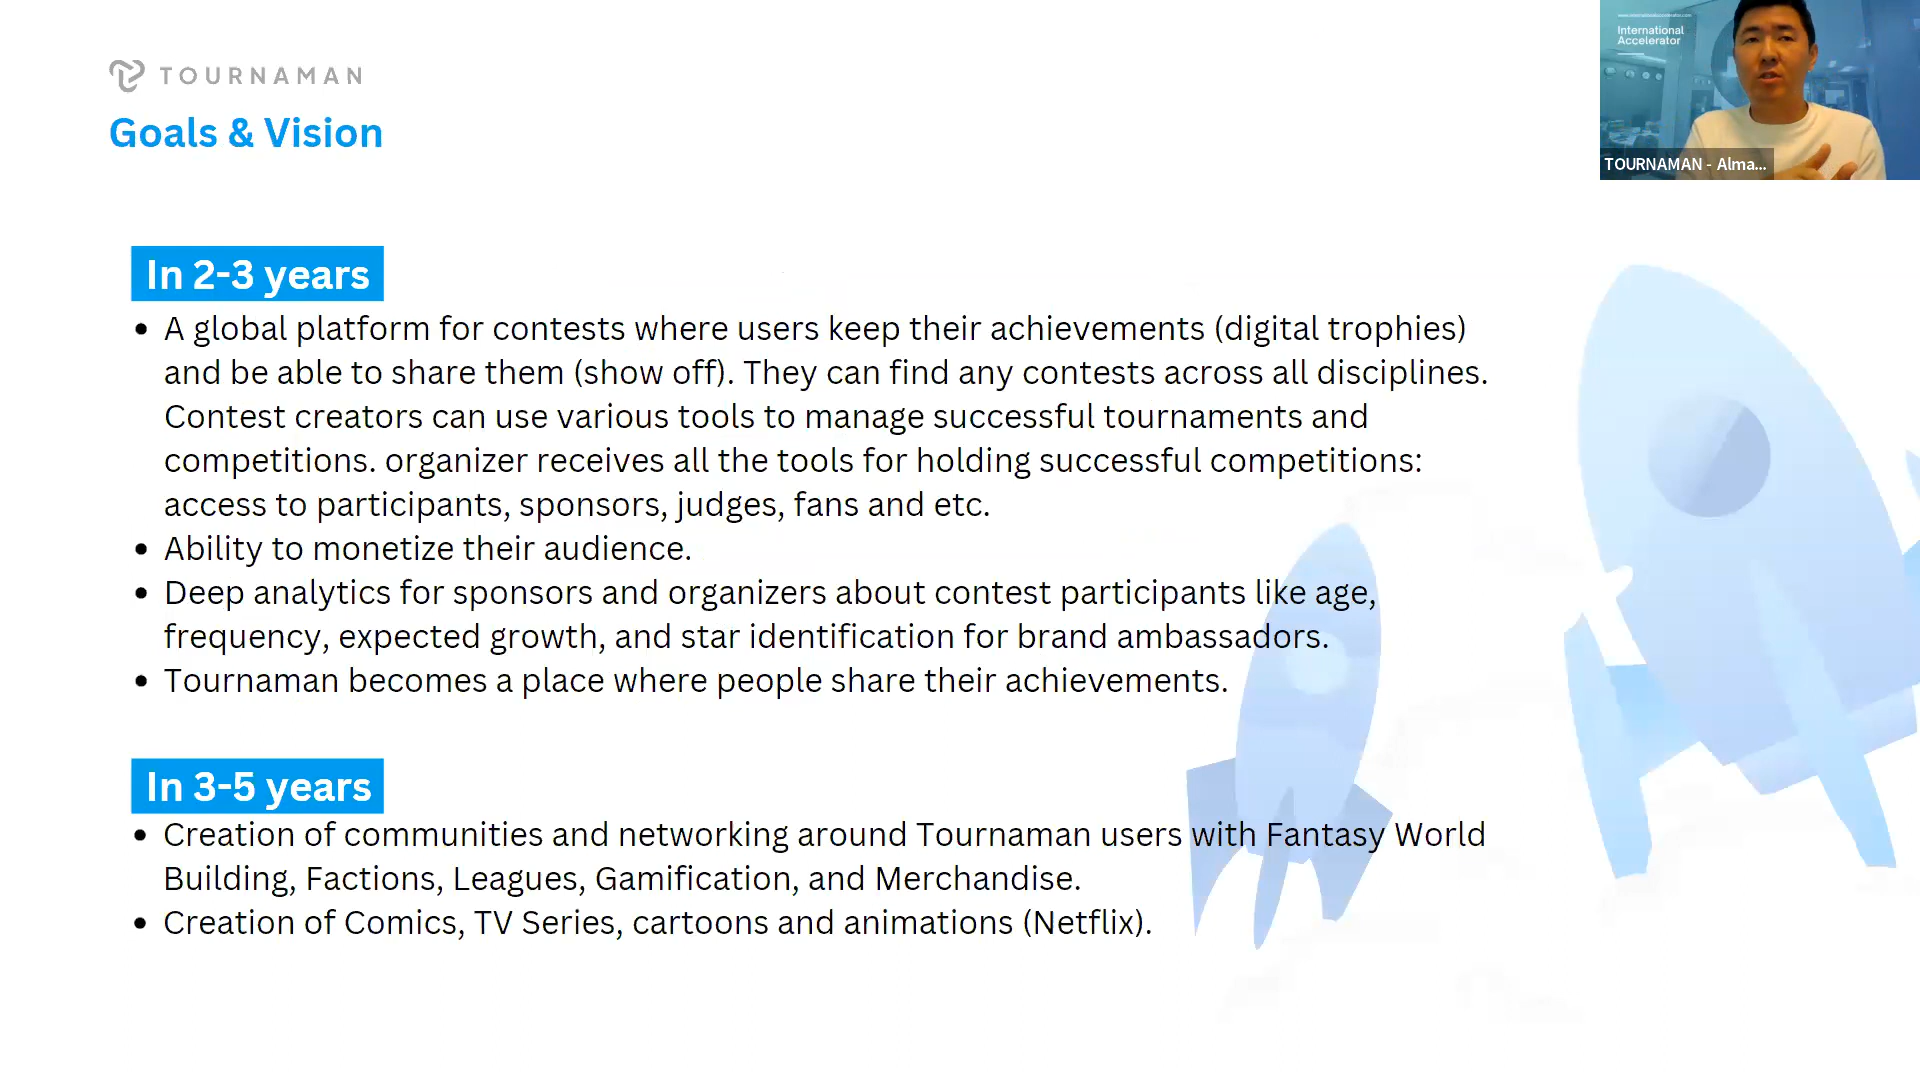 TOURNAMAN
Goals & Vision
International
Accelerator
TOURNAMAN - Alma...
In 2-3 years
• A global platform for contests where users keep their achievements (digital trophies)
and be able to share them (show off). They can find any contests across all disciplines.
Contest creators can use various tools to manage successful tournaments and
competitions. organizer receives all the tools for holding successful competitions:
access to participants, sponsors, judges, fans and etc.
• Ability to monetize their audience.
• Deep analytics for sponsors and organizers about contest participants like age,
frequency, expected growth, and star identification for brand ambassadors.
• Tournaman becomes a place where people share their achievements.
In 3-5 years
• Creation of communities and networking around Tournaman users with Fantasy World
Building, Factions, Leagues, Gamification, and Merchandise.
• Creation of Comics, TV Series, cartoons and animations (Netflix).